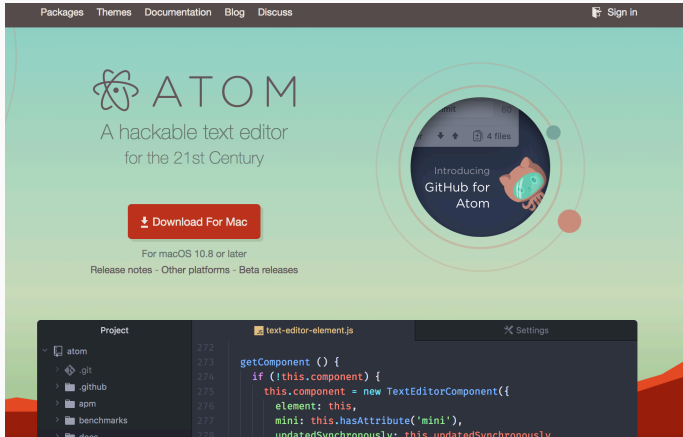 Packages Themes Documentation Blog Discuss Sign in
ATOM
A hackable text editor
for the 21st Century
Download For Mac
For macOS 10.8 or later
Release notes - Other platforms - Beta releases
4 files
Introducing
GitHub for
Atom
Project
text-editor-element.js
Settings
atom
.git
.github
apm
benchmarks
272
273 getComponent () {
274 if (!this.component) {
275 this.component = new TextEditorComponent({
276 element: this,
277 mini: this.hasAttribute('mini'),
278 updatedSynchronously: this.updatedSynchronously